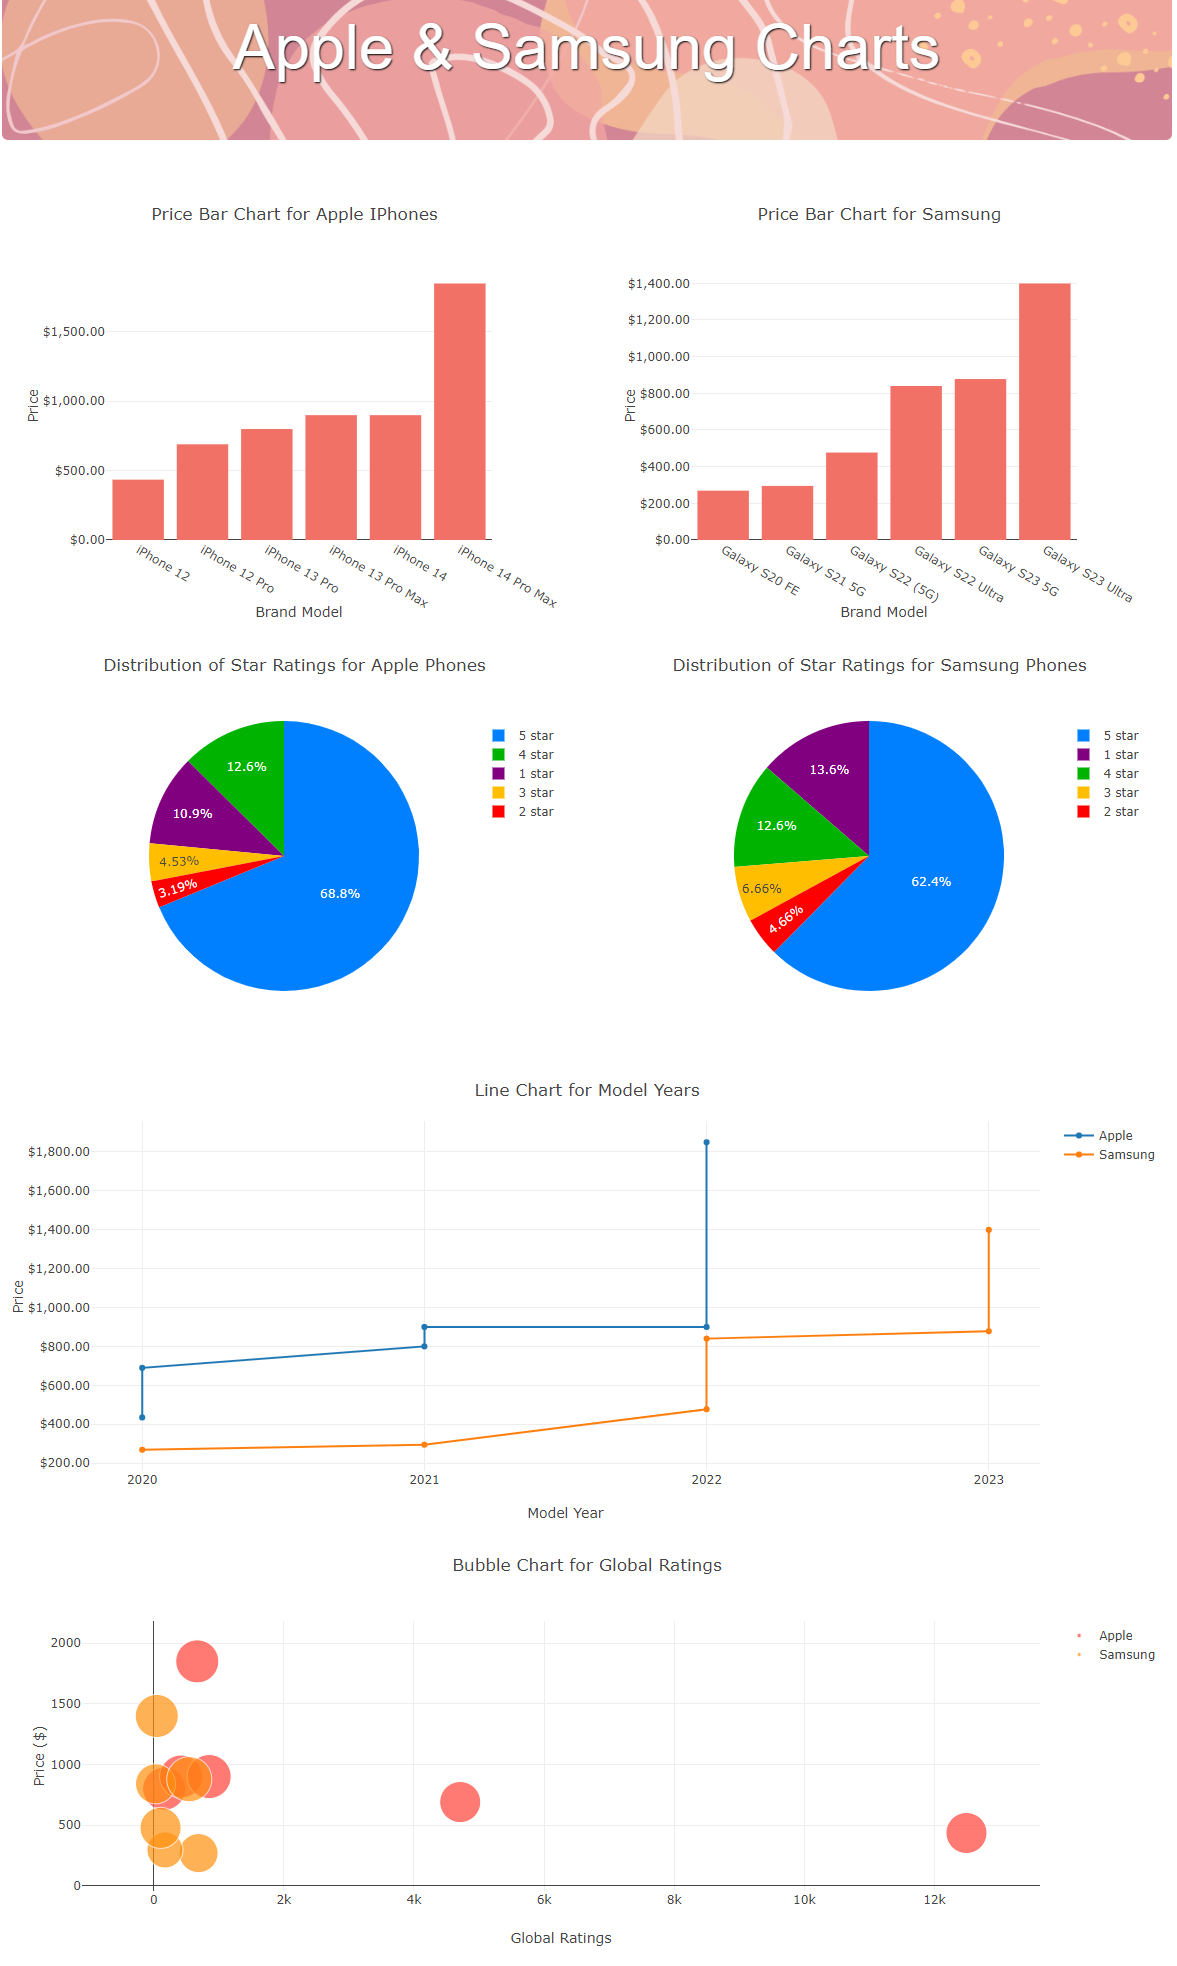 Apple & Samsung Charts
Price Bar Chart for Apple IPhones
$1,500.00
$1,000.00
$500.00
$0.00
Price
iPhone 12
iPhone 12 Pro
iPhone 13 Pro
iPhone 13 Pro Max
iPhone 14
iPhone 14 Pro Max
Brand Model
Price Bar Chart for Samsung
$1,400.00
$1,200.00
$1,000.00
$800.00
$600.00
$400.00
$200.00
$0.00
Price
Galaxy S20 FE
Galaxy S21 5G
Galaxy S22 (5G)
Galaxy S22 Ultra
Galaxy S23 5G
Galaxy S23 Ultra
Brand Model
Distribution of Star Ratings for Apple Phones
12.6%
10.9%
4.53%
3.19%
68.8%
5 star
4 star
1 star
3 star
2 star
Distribution of Star Ratings for Samsung Phones
13.6%
12.6%
6.66%
4.66%
62.4%
5 star
1 star
4 star
3 star
2 star
Line Chart for Model Years
$1,800.00
$1,600.00
$1,400.00
$1,200.00
$1,000.00
$800.00
$600.00
$400.00
$200.00
Price
2020
2021
2022
2023
Model Year
Apple
Samsung
Bubble Chart for Global Ratings
2000
1500
1000
500
0
Price ($)
0
2k
4k
6k
8k
10k
12k
Global Ratings
Apple
Samsung